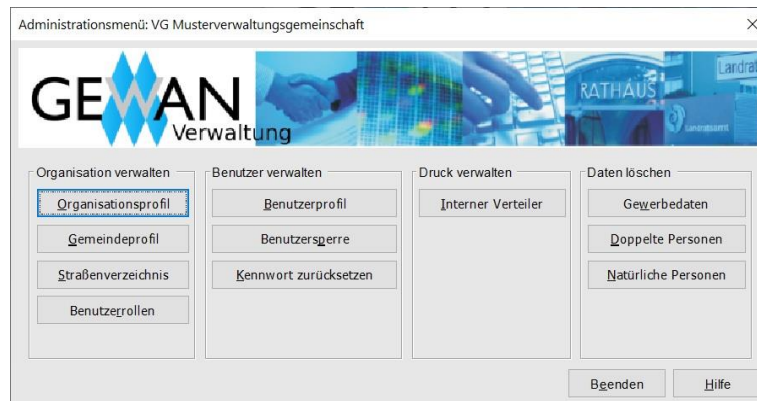 Administrationsmenü: VG Musterverwaltungsgemeinschaft
GEWAN
Verwaltung
RATHAUS
Landrat
Landratsamt
Organisation verwalten
Organisationsprofil
Gemeindeprofil
Straßenverzeichnis
Benutzerrollen
Benutzer verwalten
Benutzerprofil
Benutzersperre
Kennwort zurücksetzen
Druck verwalten
Interner Verteiler
Daten löschen
Gewerbedaten
Doppelte Personen
Natürliche Personen
Beenden
Hilfe